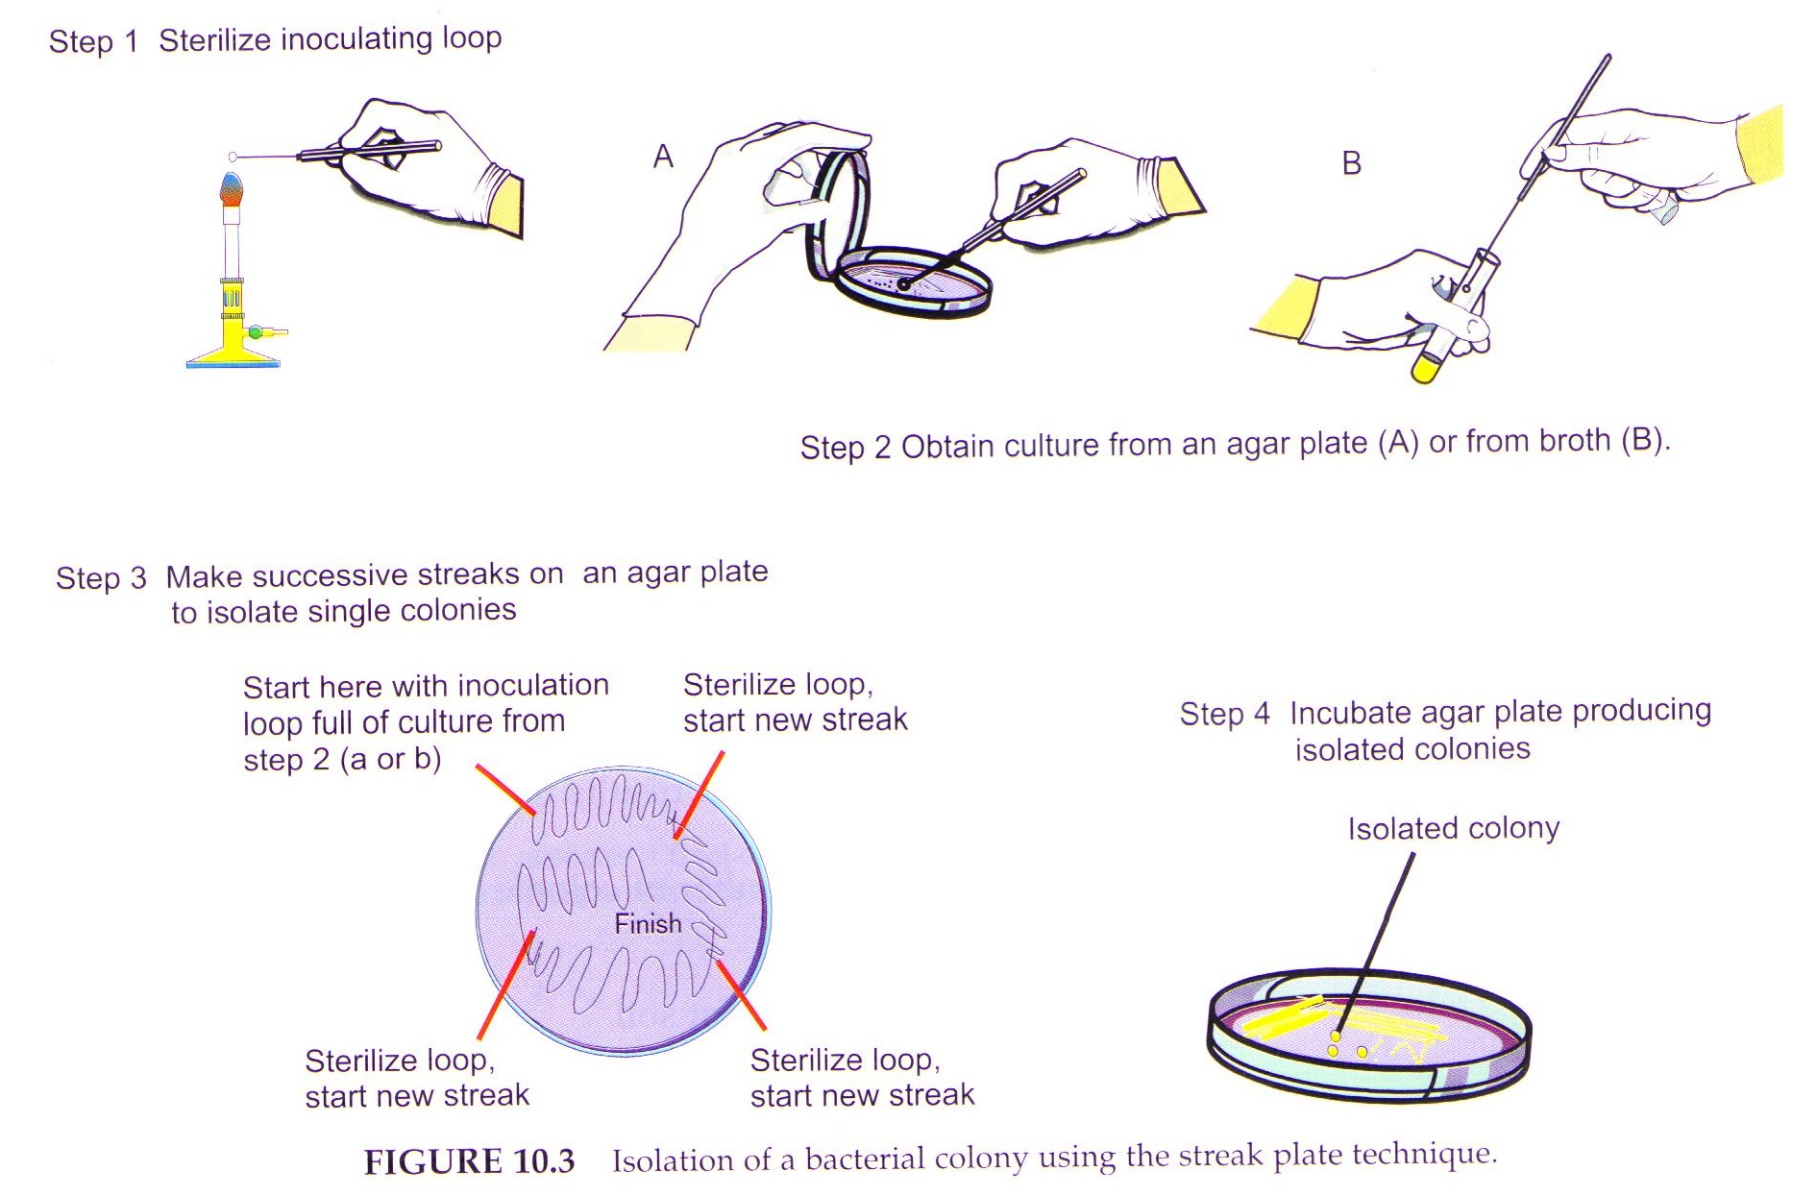 Step 1 Sterilize inoculating loop
A
B
Step 2 Obtain culture from an agar plate (A) or from broth (B).
Step 3 Make successive streaks on an agar plate
to isolate single colonies
Start here with inoculation
loop full of culture from
step 2 (a or b)
Sterilize loop,
start new streak
Finish
Sterilize loop,
start new streak
Sterilize loop,
start new streak
Step 4 Incubate agar plate producing
isolated colonies
Isolated colony
FIGURE 10.3 Isolation of a bacterial colony using the streak plate technique.